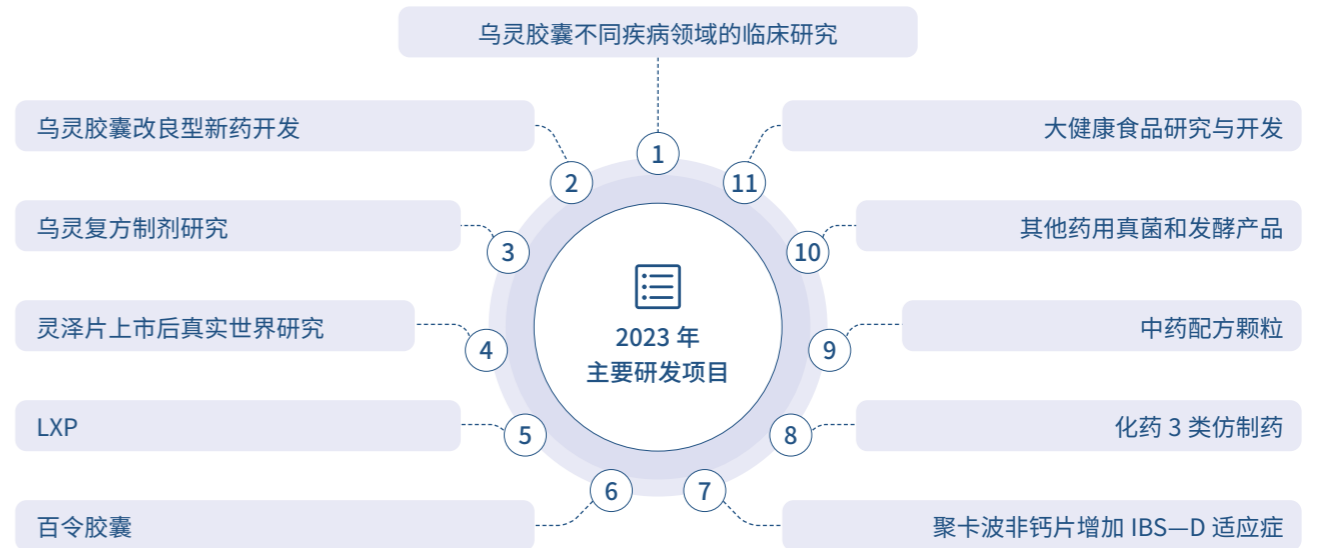 乌灵胶囊不同疾病领域的临床研究
乌灵胶囊改良型新药开发
大健康食品研究与开发
1
2
11
乌灵复方制剂研究
其他药用真菌和发酵产品
3
10
2023 年
主要研发项目
灵泽片上市后真实世界研究
中药配方颗粒
4
9
LXP
化药 3 类仿制药
5
8
6
7
百令胶囊
聚卡波非钙片增加 IBS—D 适应症